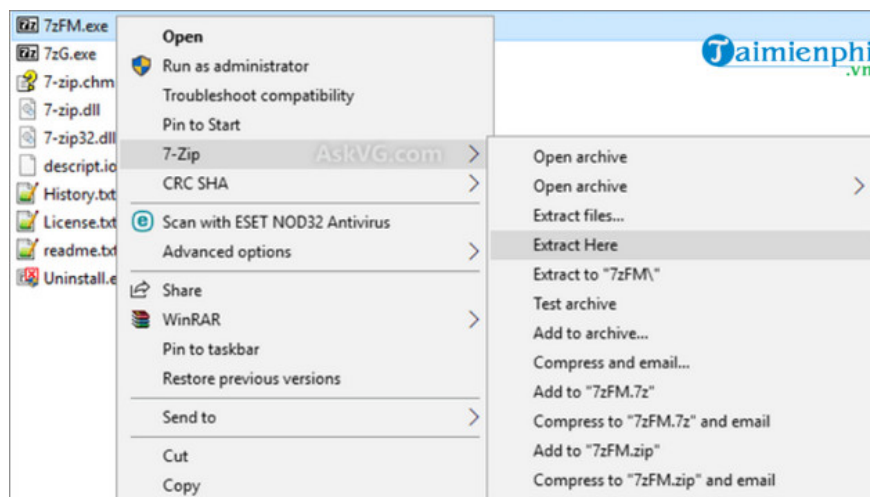 7zFM.exe
7zG.exe
7-zip.chm
7-zip.dll
7-zip32.dll
descript.io
History.txt
License.txt
readme.txt
Uninstall.e
Open
Run as administrator
Troubleshoot compatibility
Pin to Start
7-Zip
AskVG.com
CRC SHA
Scan with ESET NOD32 Antivirus
Advanced options
Share
WinRAR
Pin to taskbar
Restore previous versions
Send to
Cut
Copy
Taimienphi
.vn
Open archive
Open archive
Extract files...
Extract Here
Extract to "7zFM\"
Test archive
Add to archive...
Compress and email...
Add to "7zFM.7z"
Compress to "7zFM.7z" and email
Add to "7zFM.zip"
Compress to "7zFM.zip" and email